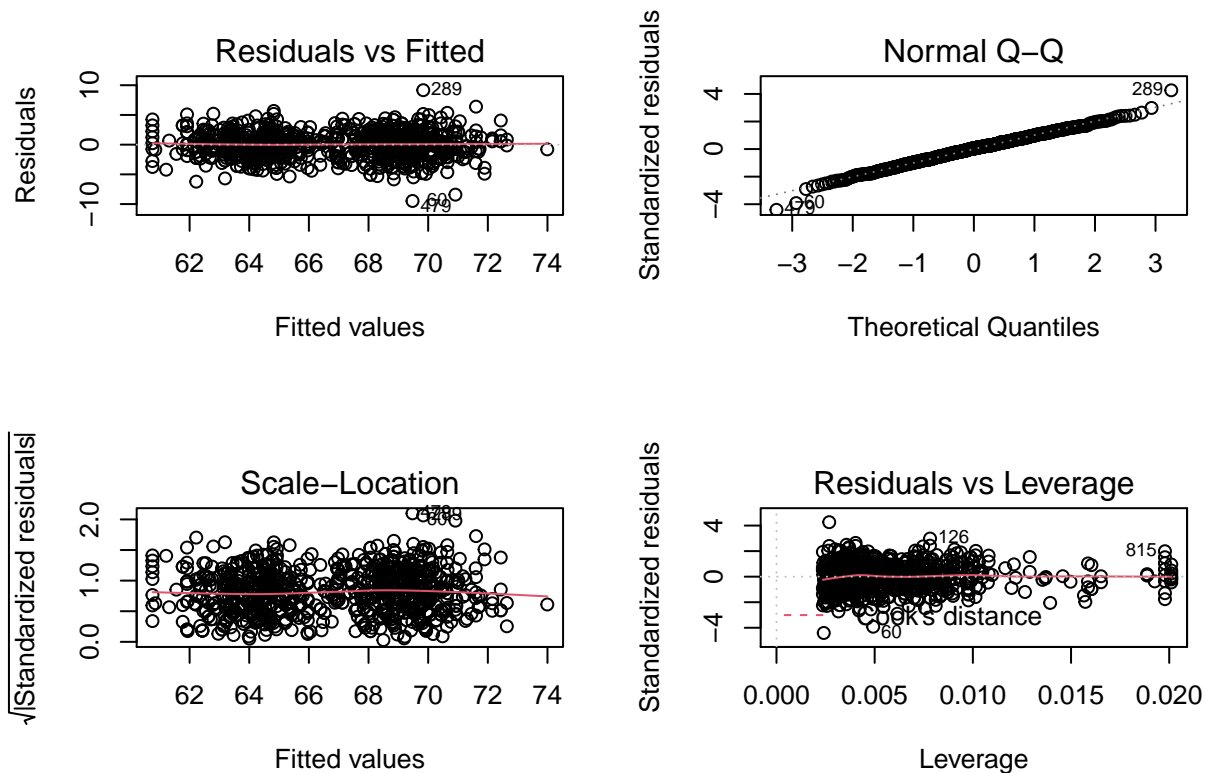 Residuals vs Fitted
Residuals
10
0
−10
289
60
479
62 64 66 68 70 72 74
Fitted values
Normal Q−Q
Standardized residuals
4
0
−4
289
60
479
−3 −2 −1 0 1 2 3
Theoretical Quantiles
Scale−Location
√|Standardized residuals|
2.0
1.0
0.0
60
62 64 66 68 70 72 74
Fitted values
Residuals vs Leverage
Standardized residuals
4
0
−4
126
815
Cook's distance
60
0.000 0.005 0.010 0.015 0.020
Leverage